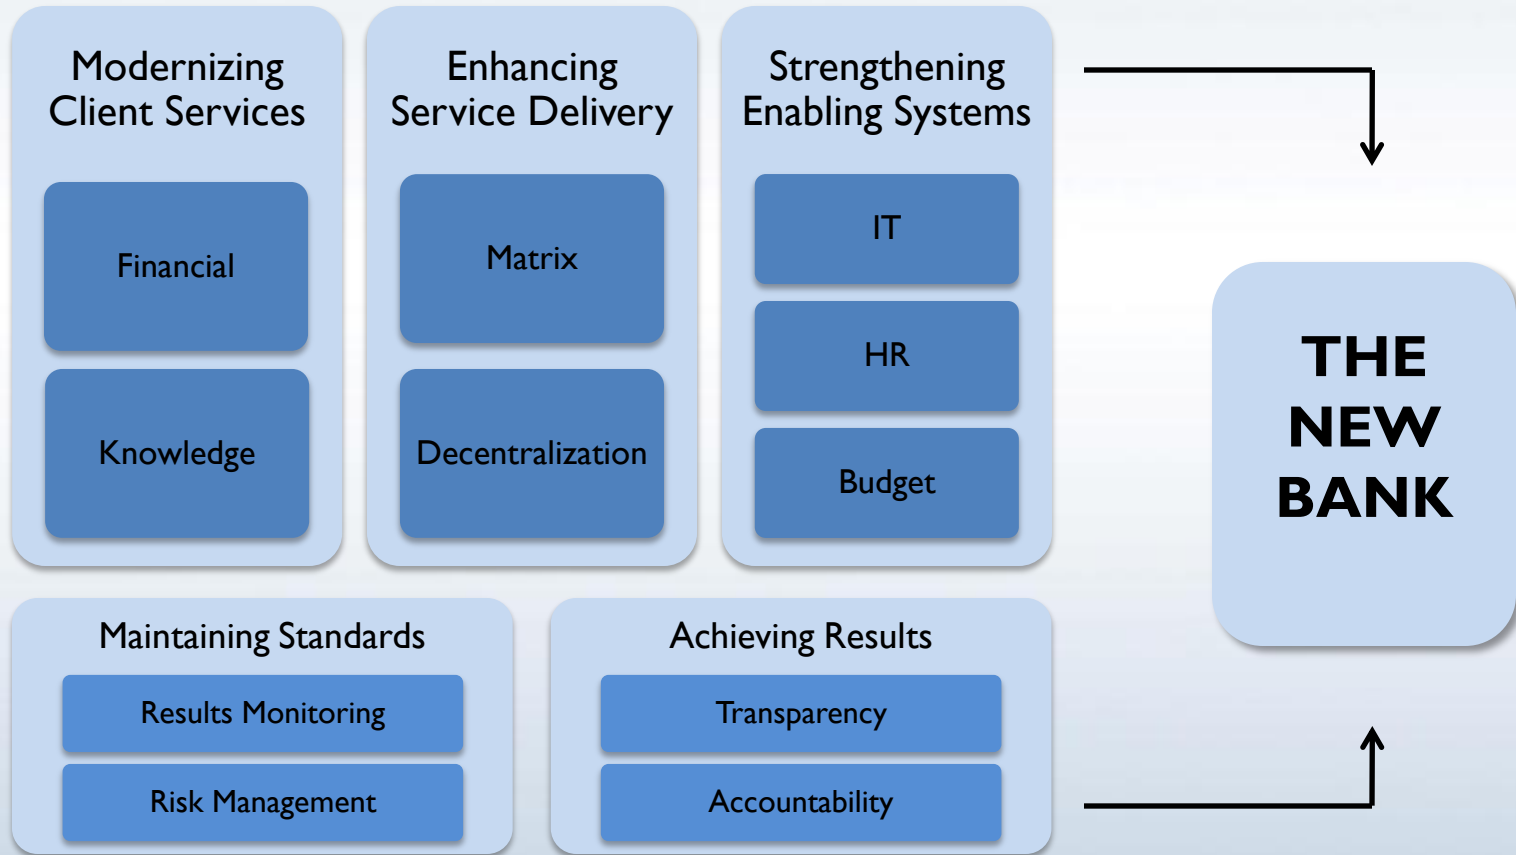 Modernizing
Client Services
Financial
Knowledge
Enhancing
Service Delivery
Matrix
Decentralization
Strengthening
Enabling Systems
IT
HR
Budget
Maintaining Standards
Results Monitoring
Risk Management
Achieving Results
Transparency
Accountability
THE
NEW
BANK